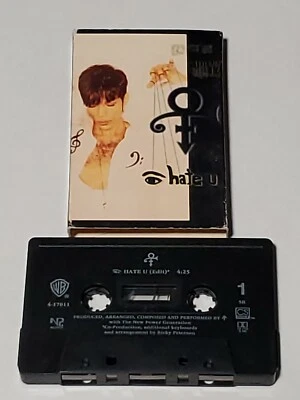 hate u
HATE U (Edit)* 4:25
4-17811
1
PRODUCED, ARRANGED, COMPOSED AND PERFORMED BY
with The New Power Generation
*Co-Production, additional keyboards
and arrangement by Ricky Peterson